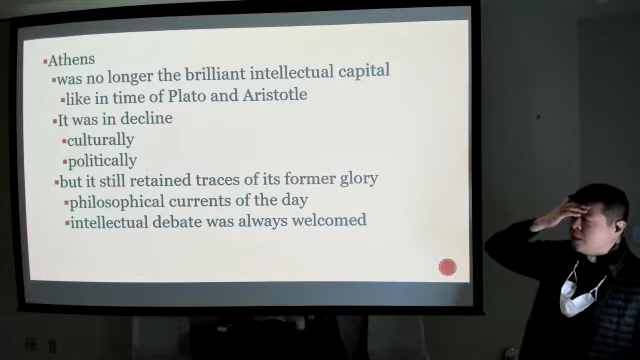 Athens
was no longer the brilliant intellectual capital
like in time of Plato and Aristotle
It was in decline
culturally
politically
but it still retained traces of its former glory
philosophical currents of the day
intellectual debate was always welcomed